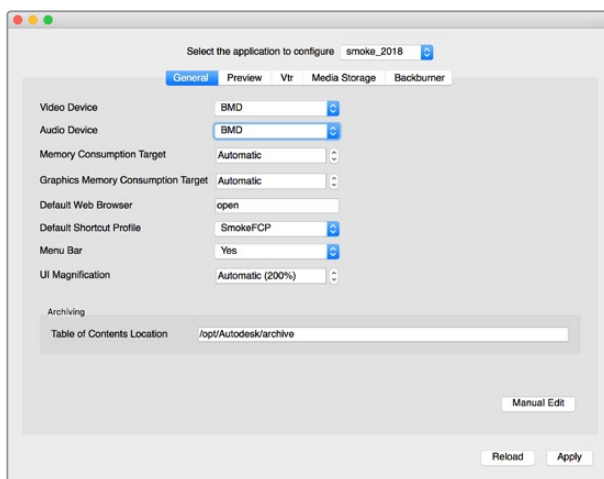 Select the application to configure smoke_2018
General Preview Vtr Media Storage Backburner
Video Device BMD
Audio Device BMD
Memory Consumption Target Automatic
Graphics Memory Consumption Target Automatic
Default Web Browser open
Default Shortcut Profile SmokeFCP
Menu Bar Yes
UI Magnification Automatic (200%)
Archiving
Table of Contents Location /opt/Autodesk/archive
Manual Edit
Reload Apply